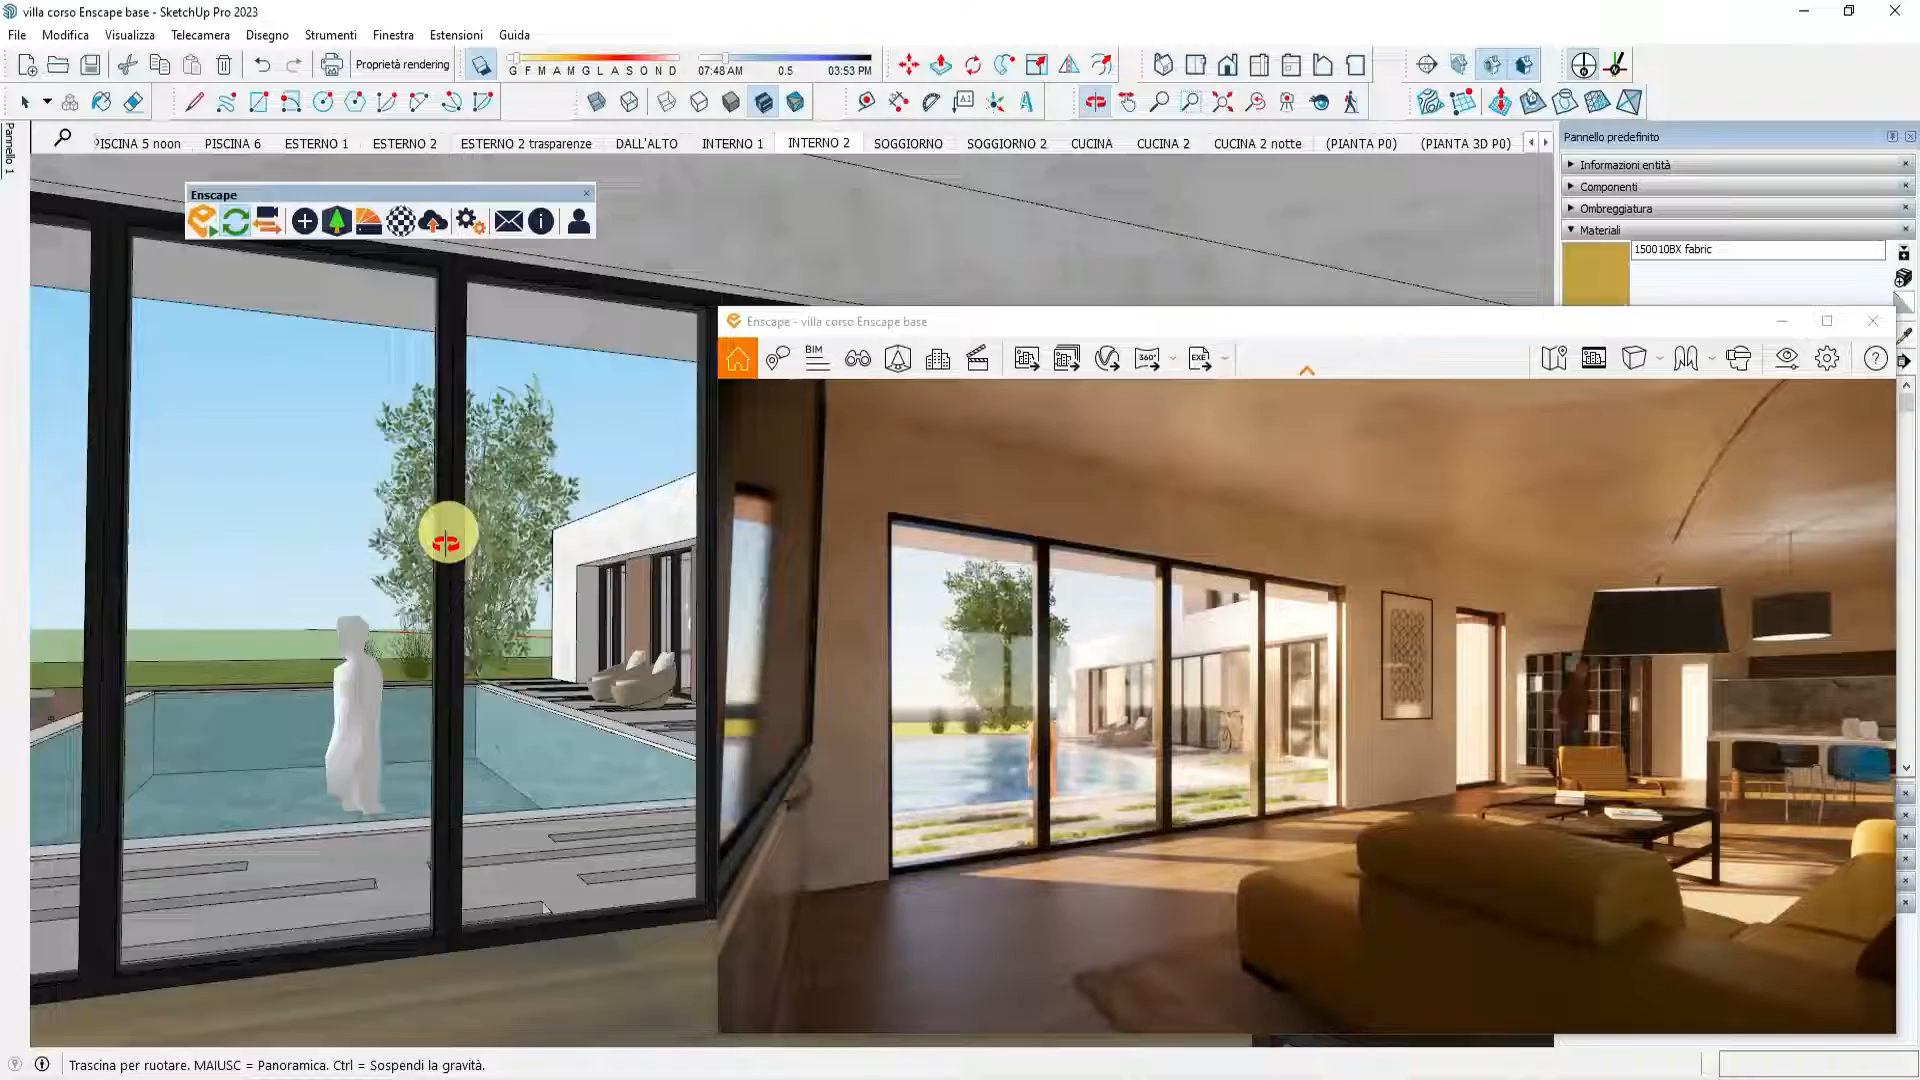 villa corso Enscape base - SketchUp Pro 2023
File Modifica Visualizza Telecamera Disegno Strumenti Finestra Estensioni Guida
Proprietà rendering
G F M A M G L A S O N D
07:48 AM 0.5 03:53 PM
Pannello 1
PISCINA 5 noon PISCINA 6 ESTERNO 1 ESTERNO 2 ESTERNO 2 trasparenze DALL'ALTO INTERNO 1 INTERNO 2 SOGGIORNO SOGGIORNO 2 CUCINA CUCINA 2 CUCINA 2 notte (PIANTA P0) (PIANTA 3D P0)
Pannello predefinito
Informazioni entità
Componenti
Ombreggiatura
Materiali
150010BX fabric
Enscape
Enscape - villa corso Enscape base
BIM
360°
EXE
Trascina per ruotare. MAIUSC = Panoramica. Ctrl = Sospendi la gravità.